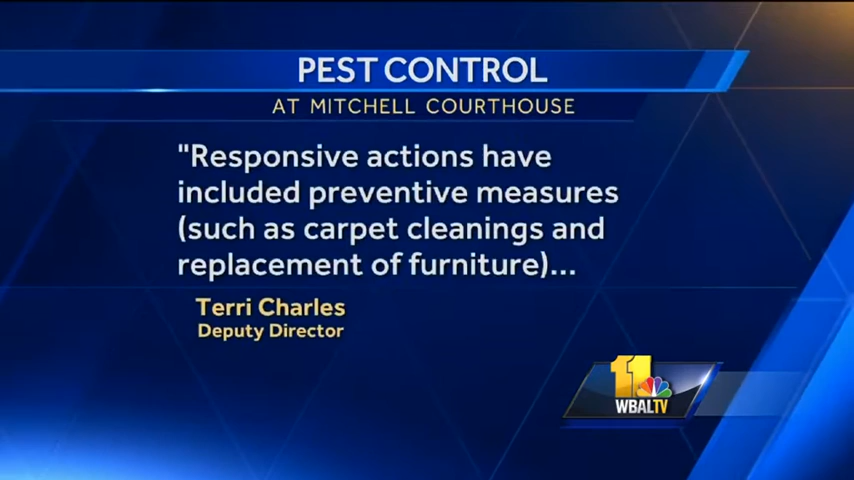 PEST CONTROL
AT MITCHELL COURTHOUSE
"Responsive actions have
included preventive measures
(such as carpet cleanings and
replacement of furniture)...
Terri Charles
Deputy Director
11
WBALTV